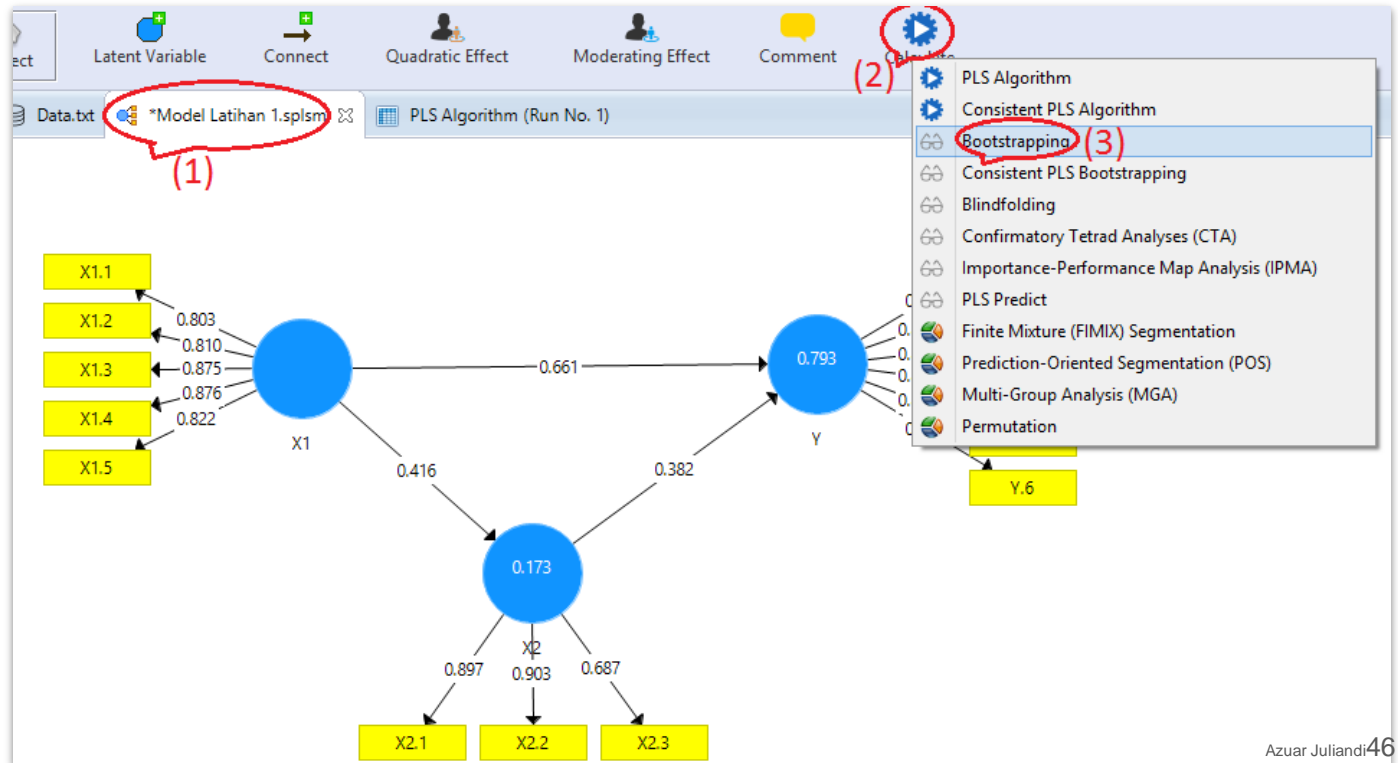 ect
Latent Variable
Connect
Quadratic Effect
Moderating Effect
Comment
Calculate
(2)
Data.txt
*Model Latihan 1.splsm
PLS Algorithm (Run No. 1)
(1)
PLS Algorithm
Consistent PLS Algorithm
Bootstrapping
(3)
Consistent PLS Bootstrapping
Blindfolding
Confirmatory Tetrad Analyses (CTA)
Importance-Performance Map Analysis (IPMA)
PLS Predict
Finite Mixture (FIMIX) Segmentation
Prediction-Oriented Segmentation (POS)
Multi-Group Analysis (MGA)
Permutation
X1.1
X1.2
X1.3
X1.4
X1.5
0.803
0.810
0.875
0.876
0.822
X1
0.661
0.793
Y
0.416
0.382
Y.6
0.173
X2
0.897
0.903
0.687
X2.1
X2.2
X2.3
Azuar Juliandi46